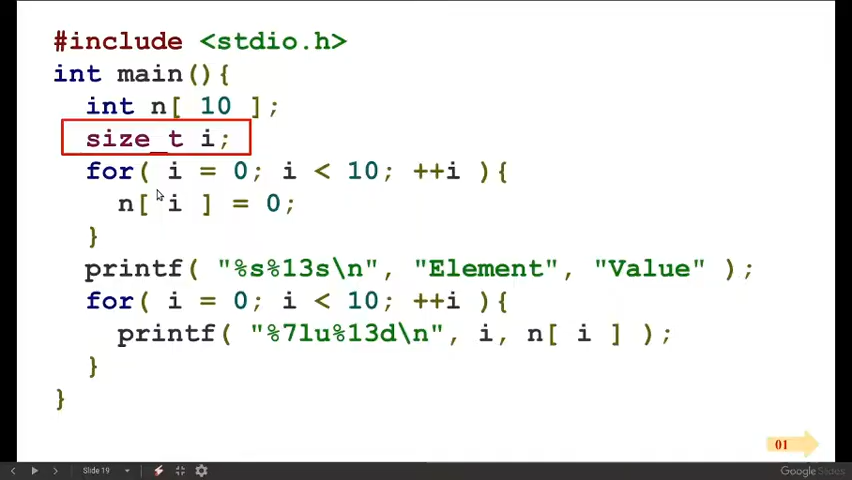 #include <stdio.h>
int main(){
  int n[ 10 ];
  size_t i;
  for( i = 0; i < 10; ++i ){
    n[ i ] = 0;
  }
  printf( "%s%13s\n", "Element", "Value" );
  for( i = 0; i < 10; ++i ){
    printf( "%7lu%13d\n", i, n[ i ] );
  }
}
01
Slide 19
Google Slides